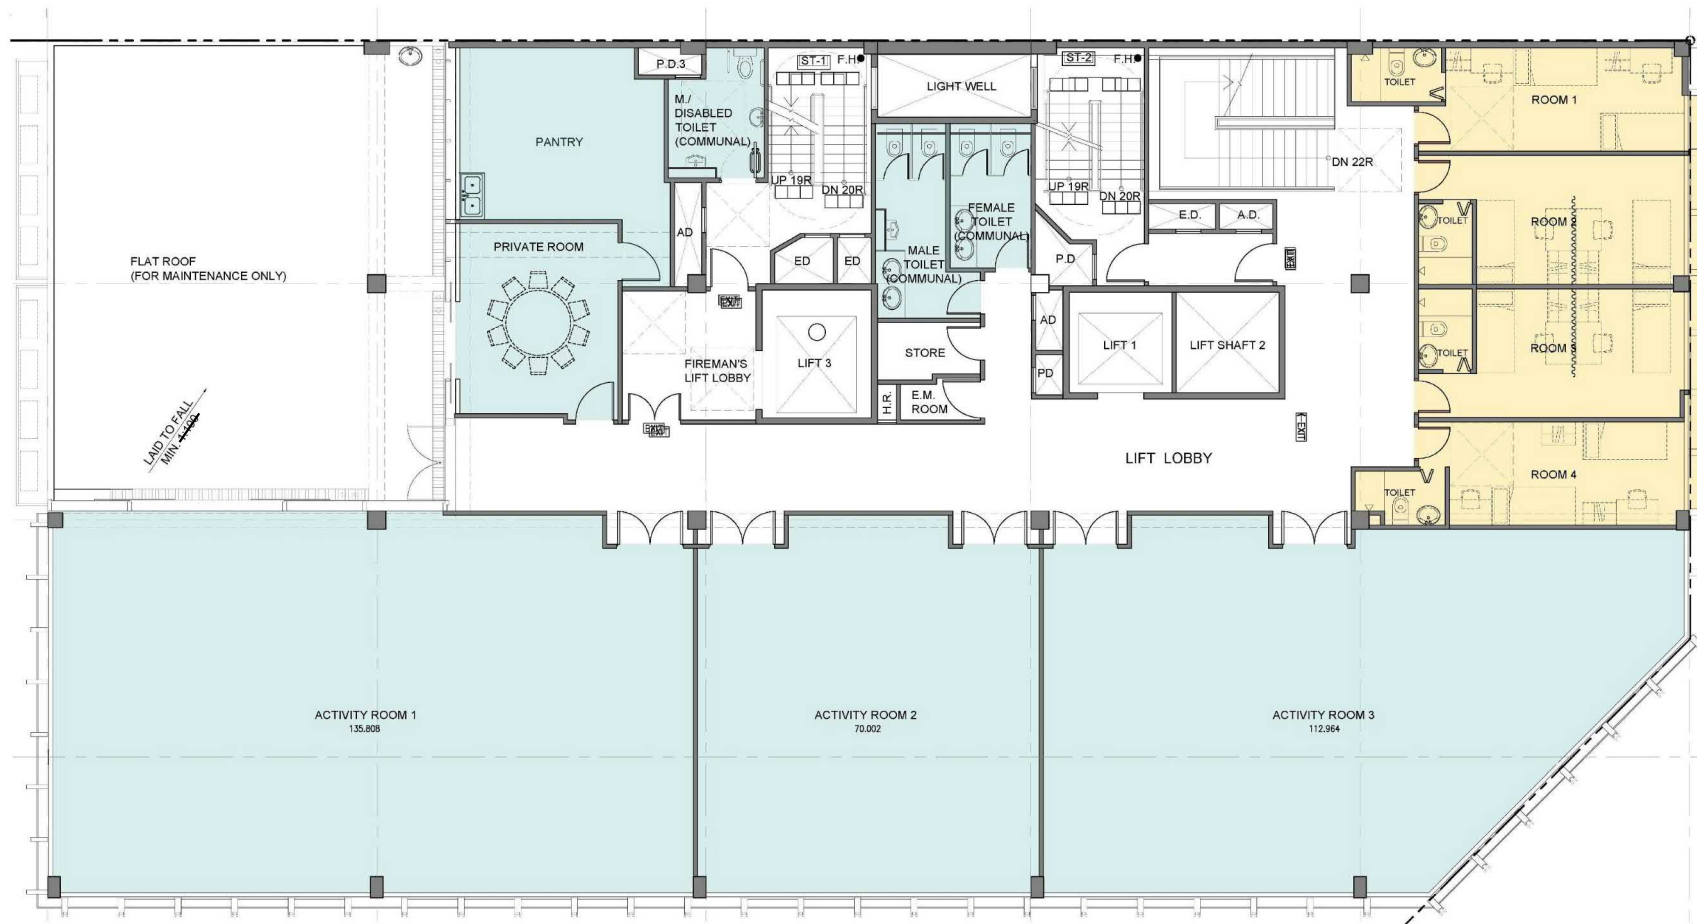 P.D.3
ST-1
F.H.
LIGHT WELL
ST-2
F.H.
TOILET
ROOM 1
M./
DISABLED
TOILET
(COMMUNAL)
PANTRY
DN 22R
UP 19R
DN 20R
UP 19R
DN 20R
FEMALE
TOILET
(COMMUNAL)
E.D.
A.D.
TOILET
ROOM 2
AD
PRIVATE ROOM
MALE
TOILET
(COMMUNAL)
ED
ED
P.D
EXIT
FLAT ROOF
(FOR MAINTENANCE ONLY)
EXIT
AD
LIFT 1
LIFT SHAFT 2
STORE
TOILET
ROOM 3
FIREMAN'S
LIFT LOBBY
LIFT 3
PD
H.R.
E.M.
ROOM
EXIT
EXIT
LAID TO FALL
MIN. 1:100
LIFT LOBBY
ROOM 4
TOILET
ACTIVITY ROOM 1
135.808
ACTIVITY ROOM 2
70.002
ACTIVITY ROOM 3
112.964